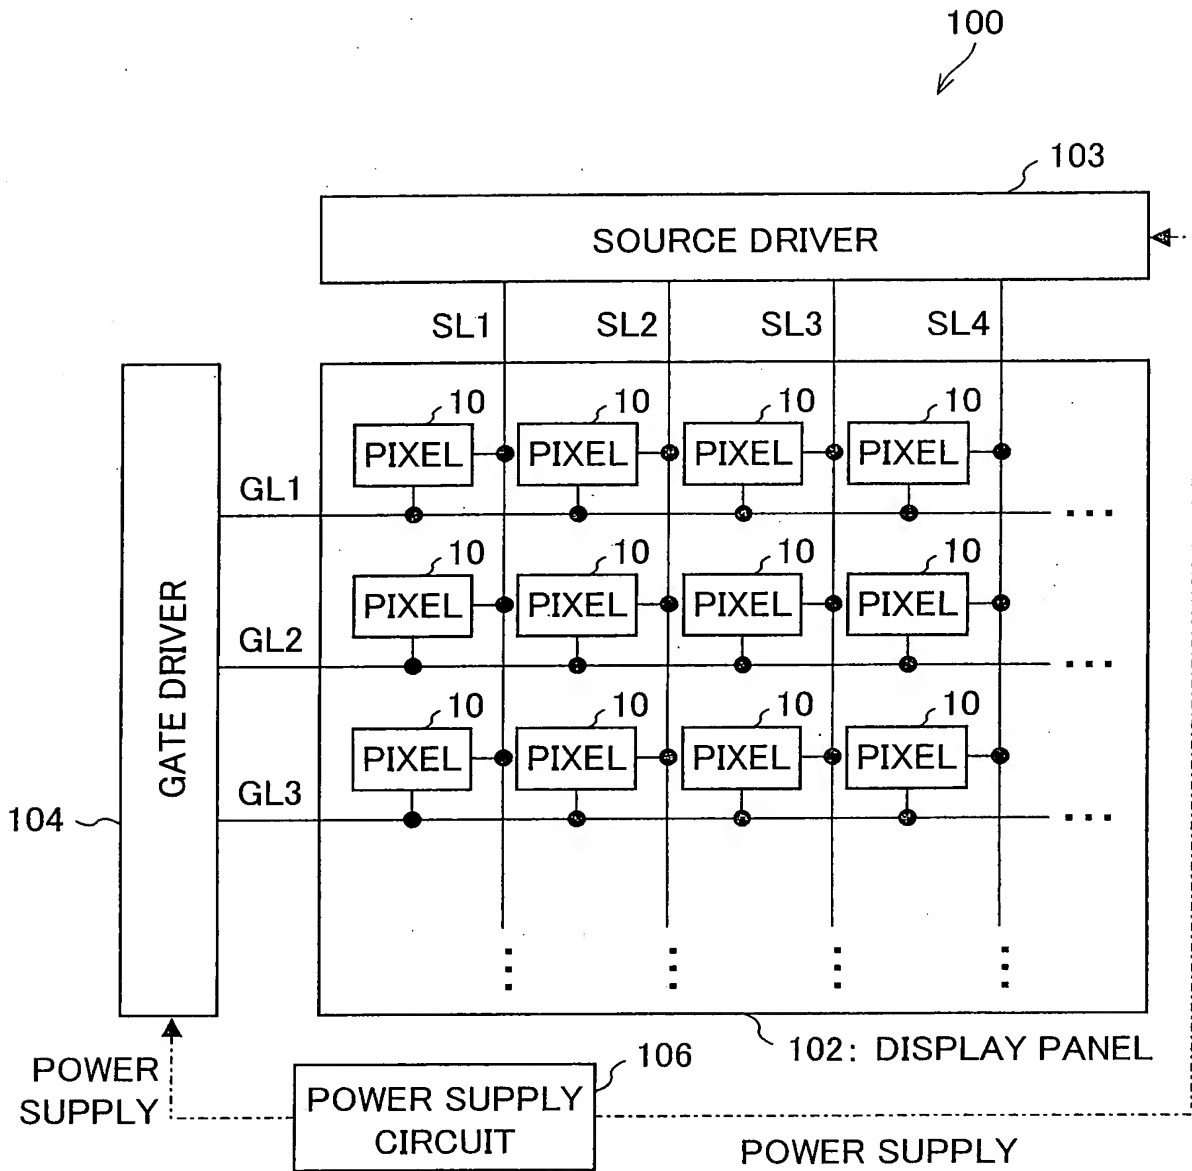 100
103
SOURCE DRIVER
SL1 SL2 SL3 SL4
10 10 10 10
PIXEL PIXEL PIXEL PIXEL
GL1
...
10 10 10 10
PIXEL PIXEL PIXEL PIXEL
GL2
...
10 10 10 10
PIXEL PIXEL PIXEL PIXEL
GL3
...
GATE DRIVER
104
102: DISPLAY PANEL
106
POWER SUPPLY
CIRCUIT
POWER
SUPPLY
POWER SUPPLY